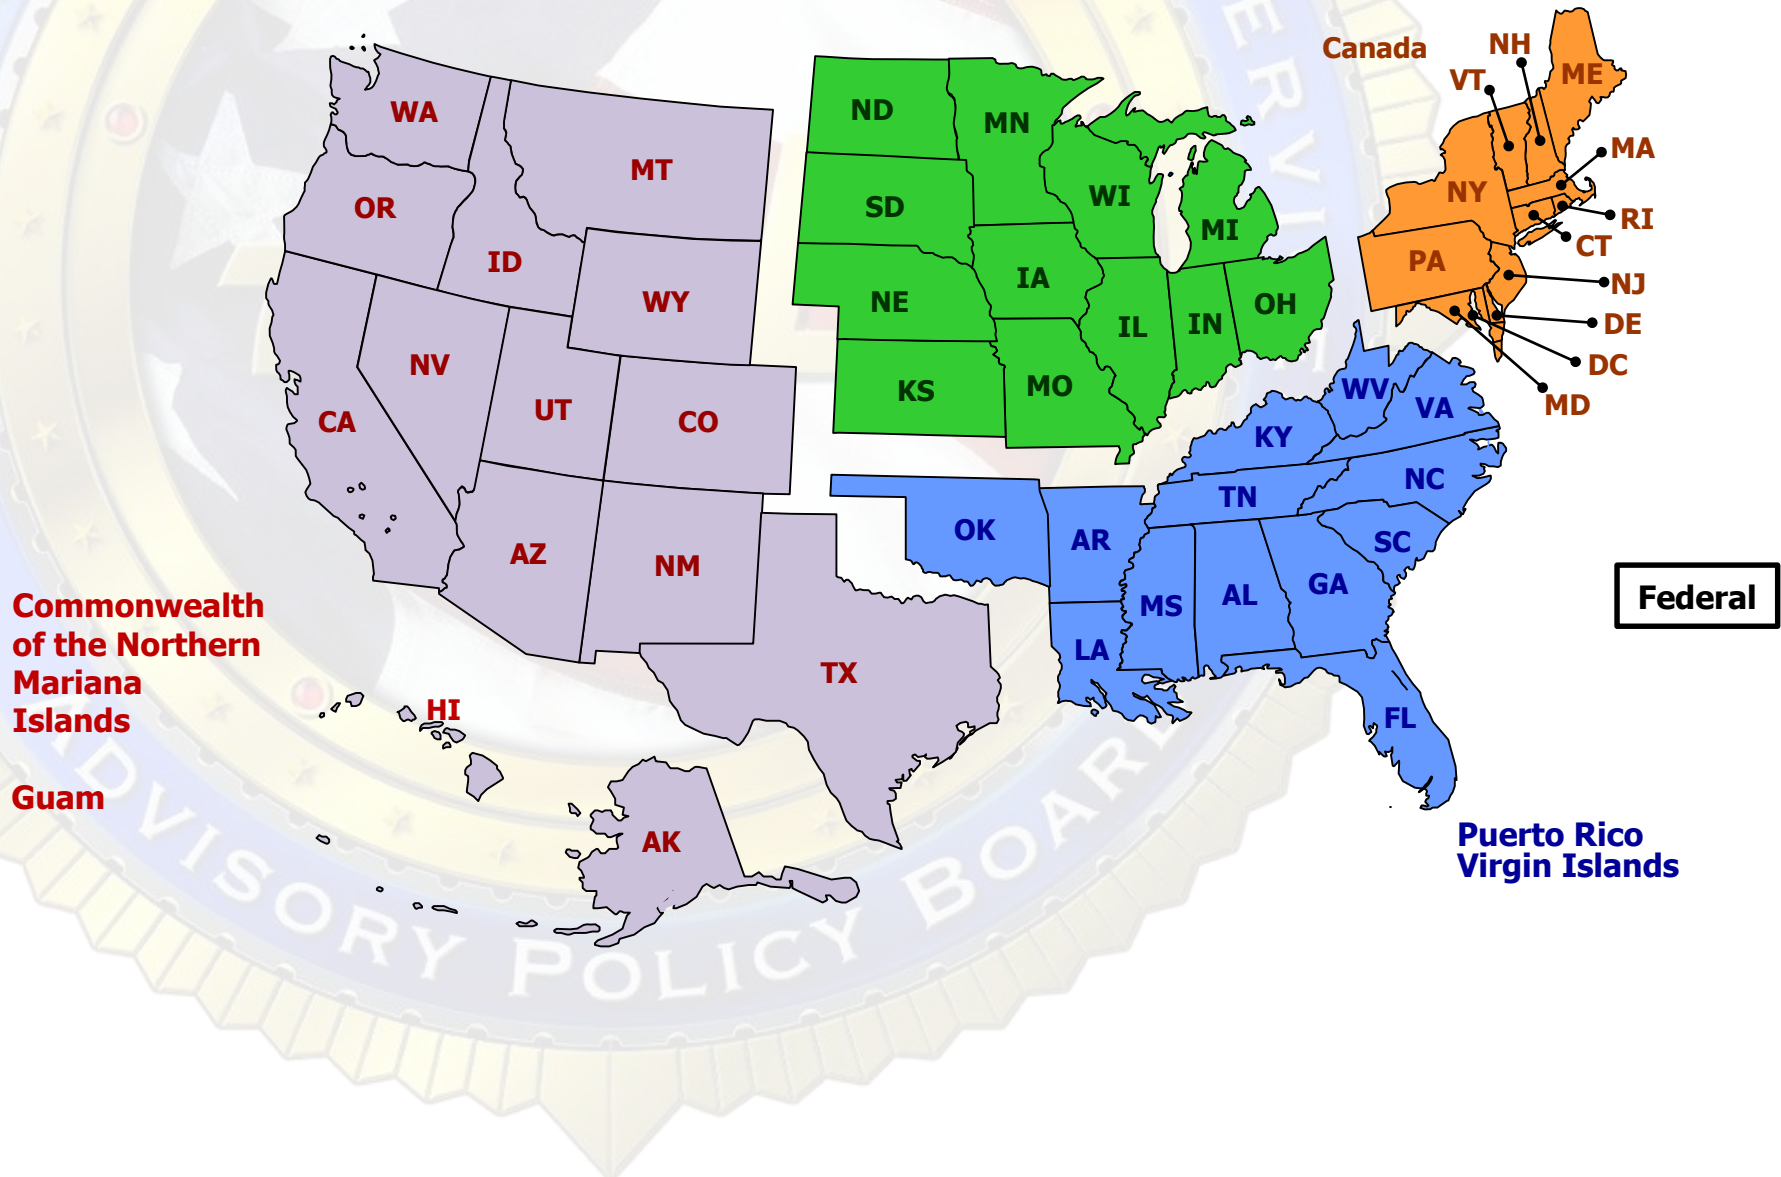 Canada
NH
VT
ME
WA
ND
MN
MA
MT
OR
SD
WI
NY
RI
MI
CT
ID
PA
IA
NJ
WY
NE
OH
IL
IN
DE
NV
DC
KS
MO
WV
MD
UT
VA
CA
CO
KY
NC
TN
OK
AR
SC
AZ
NM
GA
AL
MS
Federal
Commonwealth
of the Northern
Mariana
Islands
LA
TX
HI
FL
Guam
AK
Puerto Rico
Virgin Islands
ADVISORY POLICY BOARD